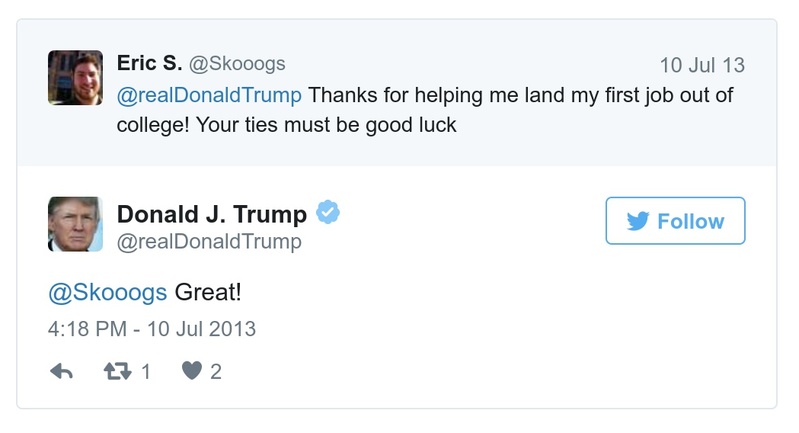 Eric S. @Skooogs
10 Jul 13
@realDonaldTrump Thanks for helping me land my first job out of
college! Your ties must be good luck
Donald J. Trump
@realDonaldTrump
Follow
@Skooogs Great!
4:18 PM - 10 Jul 2013
1 2